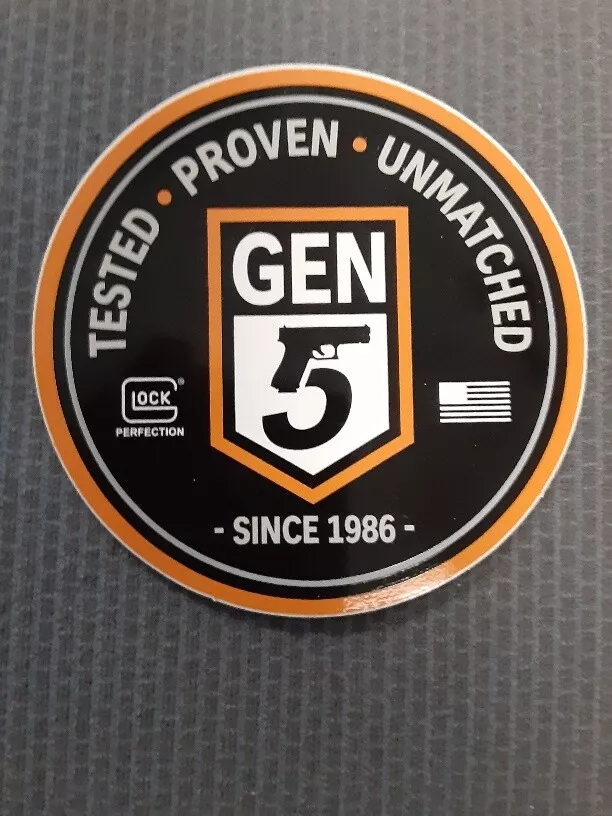 TESTED • PROVEN • UNMATCHED
GEN
5
GLOCK®
PERFECTION
- SINCE 1986 -